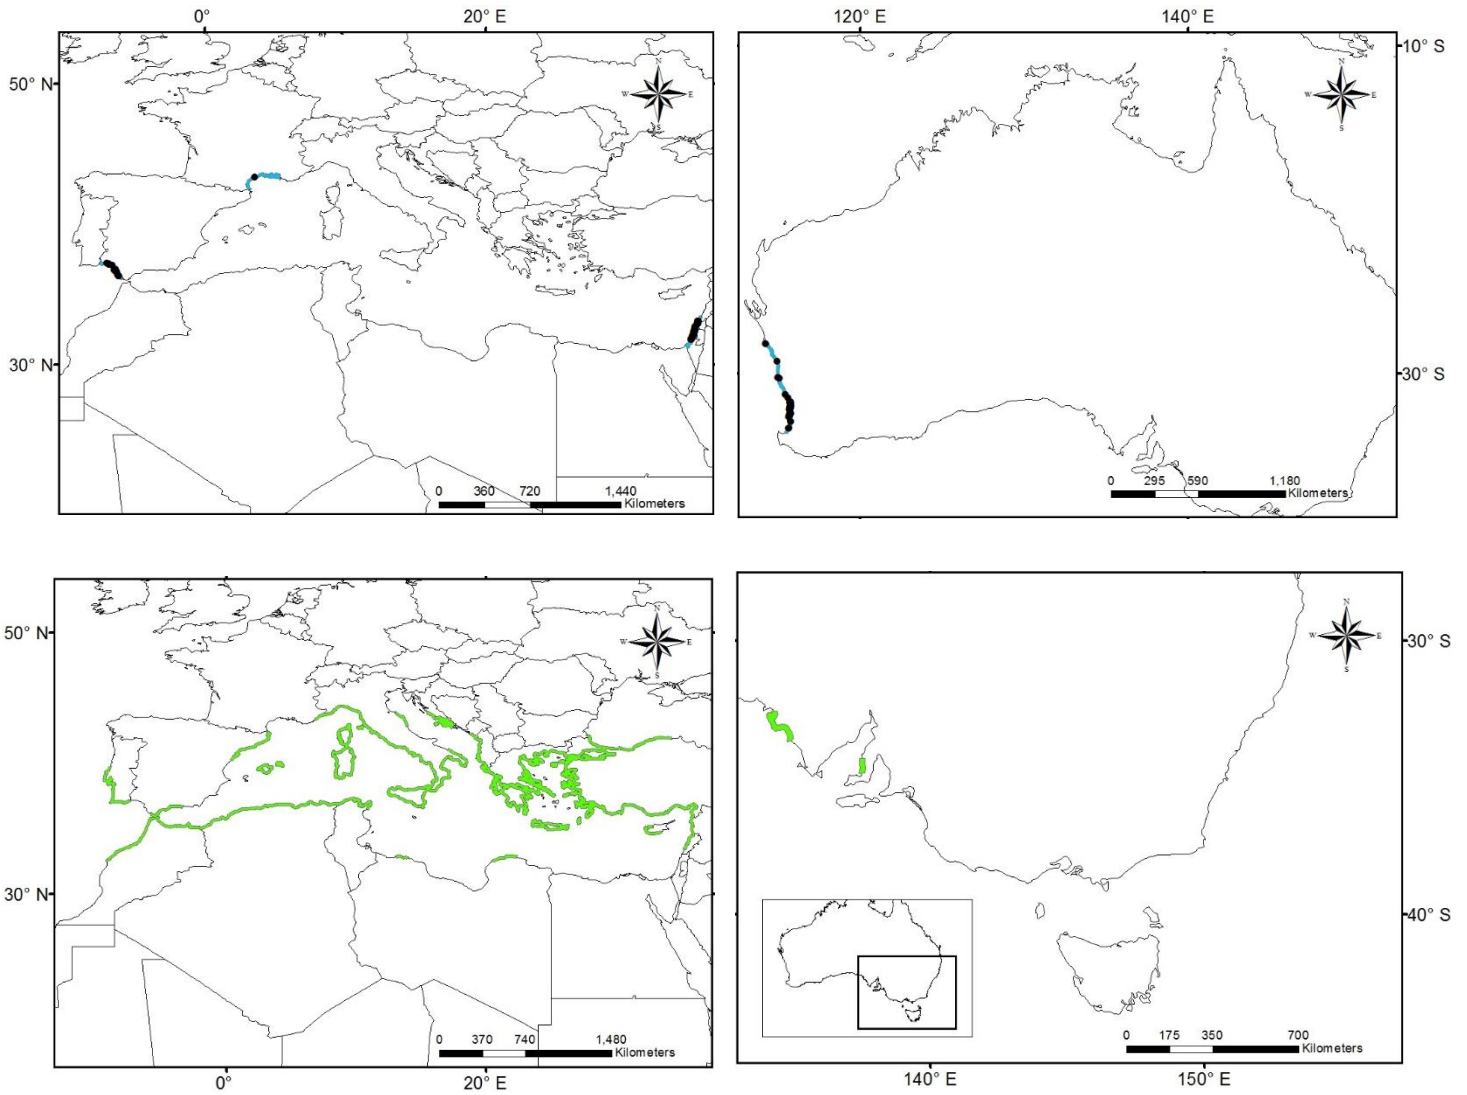 0° 20° E
50° N
30° N
N
W E
S
0 360 720 1,440
Kilometers
120° E 140° E
10° S
30° S
N
W E
S
0 295 590 1,180
Kilometers
50° N
30° N
N
W E
S
0 370 740 1,480
Kilometers
0° 20° E
30° S
40° S
N
W E
S
0 175 350 700
Kilometers
140° E 150° E